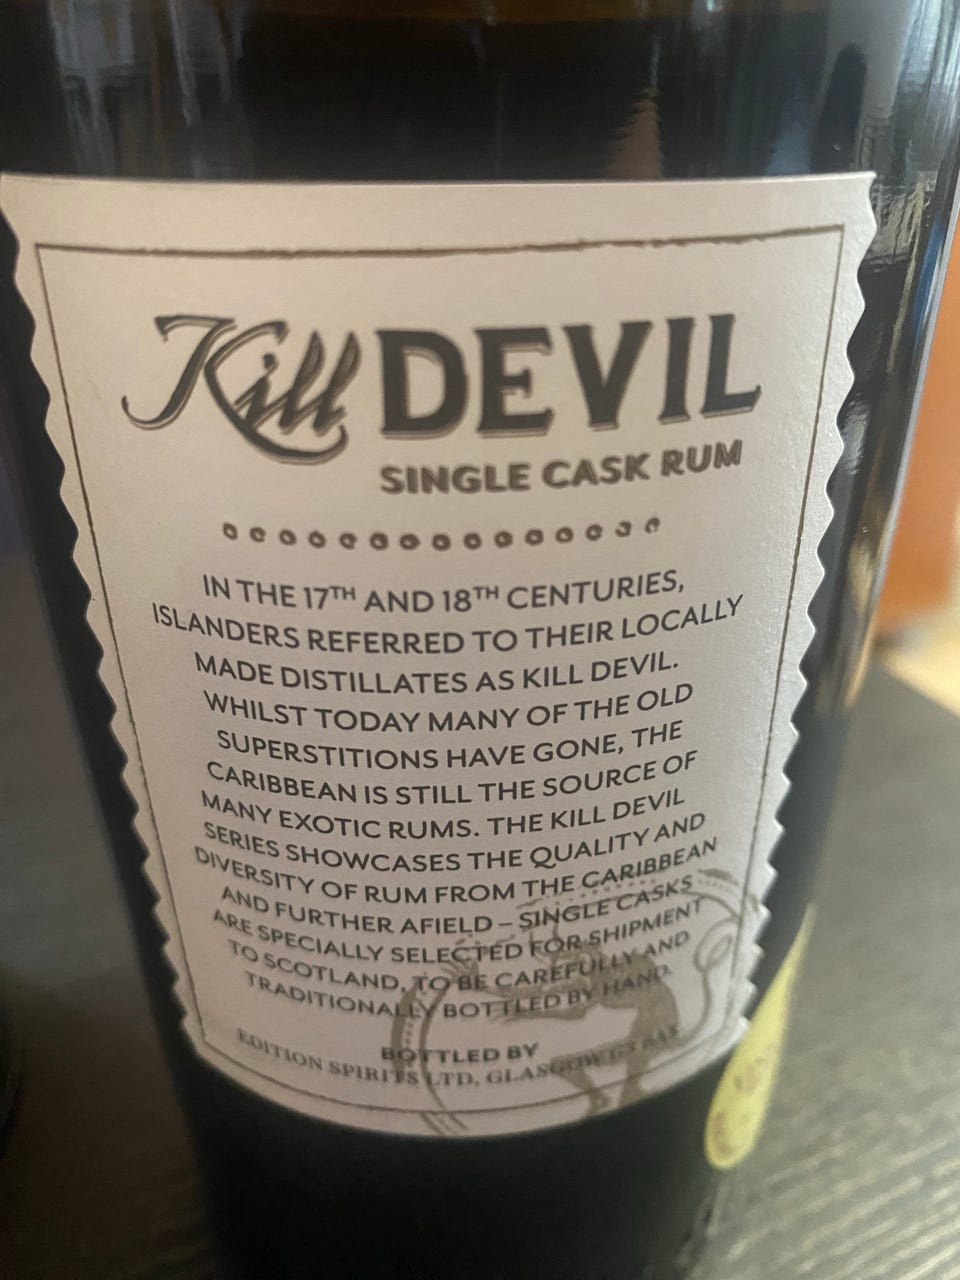 Kill DEVIL
SINGLE CASK RUM
IN THE 17TH AND 18TH CENTURIES,
ISLANDERS REFERRED TO THEIR LOCALLY
MADE DISTILLATES AS KILL DEVIL.
WHILST TODAY MANY OF THE OLD
SUPERSTITIONS HAVE GONE, THE
CARIBBEAN IS STILL THE SOURCE OF
MANY EXOTIC RUMS. THE KILL DEVIL
SERIES SHOWCASES THE QUALITY AND
DIVERSITY OF RUM FROM THE CARIBBEAN
AND FURTHER AFIELD – SINGLE CASKS
ARE SPECIALLY SELECTED FOR SHIPMENT
TO SCOTLAND, TO BE CAREFULLY AND
TRADITIONALLY BOTTLED BY HAND.
BOTTLED BY
EDITION SPIRITS LTD, GLASGOW